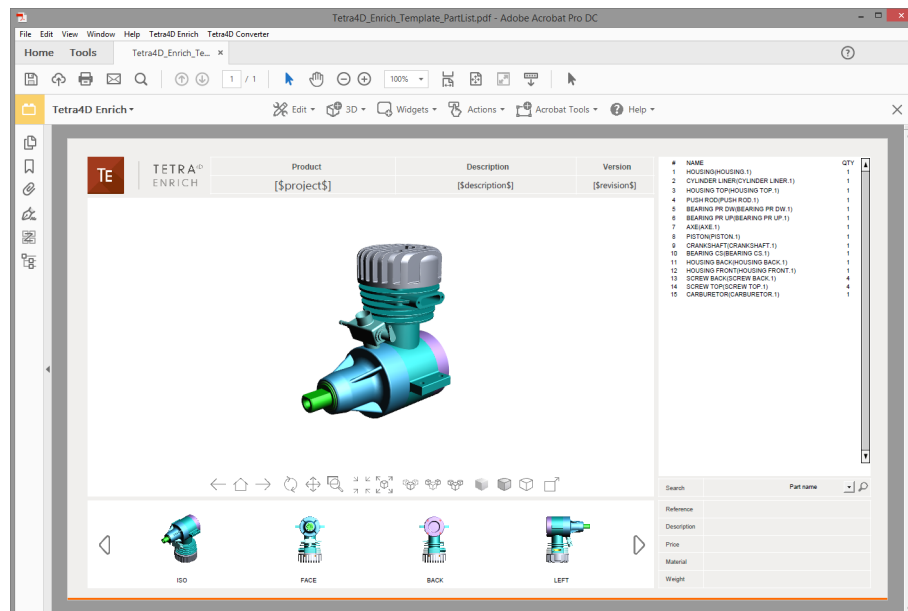 Tetra4D_Enrich_Template_PartList.pdf - Adobe Acrobat Pro DC
File Edit View Window Help Tetra4D Enrich Tetra4D Converter
Home Tools Tetra4D_Enrich_Te... ×
1 / 1 100%
Tetra4D Enrich Edit 3D Widgets Actions Acrobat Tools Help
TE
TETRA4D
ENRICH
Product Description Version
[$project$] [$description$] [$revision$]
# NAME QTY
1 HOUSING(HOUSING.1) 1
2 CYLINDER LINER(CYLINDER LINER.1) 1
3 HOUSING TOP(HOUSING TOP.1) 1
4 PUSH ROD(PUSH ROD.1) 1
5 BEARING PR DW(BEARING PR DW.1) 1
6 BEARING PR UP(BEARING PR UP.1) 1
7 AXE(AXE.1) 1
8 PISTON(PISTON.1) 1
9 CRANKSHAFT(CRANKSHAFT.1) 1
10 BEARING CS(BEARING CS.1) 1
11 HOUSING BACK(HOUSING BACK.1) 1
12 HOUSING FRONT(HOUSING FRONT.1) 1
13 SCREW BACK(SCREW BACK.1) 4
14 SCREW TOP(SCREW TOP.1) 4
15 CARBURETOR(CARBURETOR.1) 1
Search Part name
Reference
Description
Price
Material
Weight
ISO FACE BACK LEFT